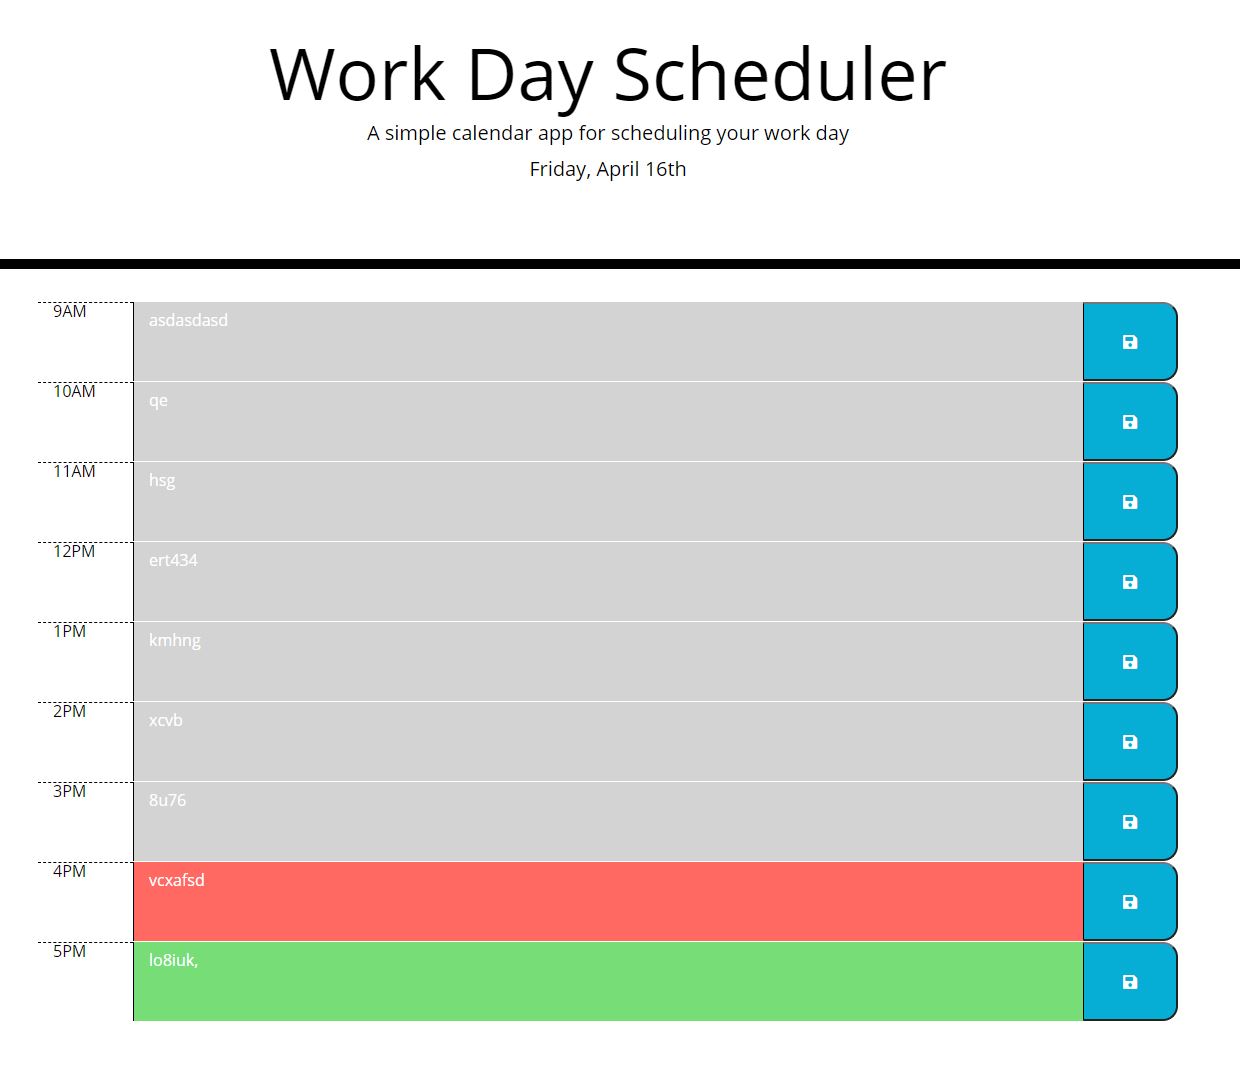 Work Day Scheduler
A simple calendar app for scheduling your work day
Friday, April 16th
9AM asdasdasd
10AM qe
11AM hsg
12PM ert434
1PM kmhng
2PM xcvb
3PM 8u76
4PM vcxafsd
5PM lo8iuk,